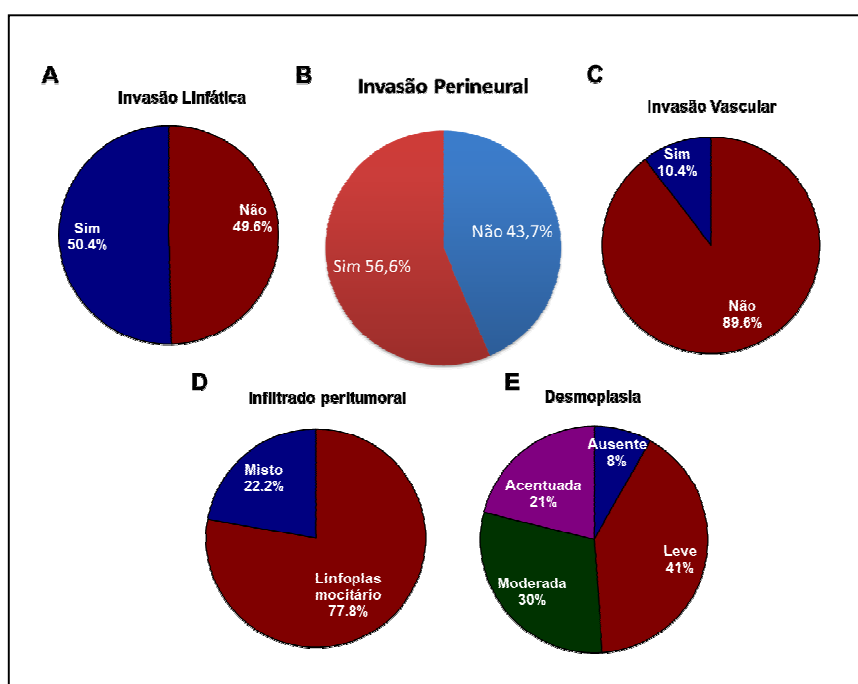 A
Invasão Linfática
Sim
50.4%
Não
49.6%
B
Invasão Perineural
Não 43,7%
Sim 56,6%
C
Invasão Vascular
Sim
10.4%
Não
89.6%
D
Infiltrado peritumoral
Misto
22.2%
Linfoplas
mocitário
77.8%
E
Desmoplasia
Ausente
8%
Acentuada
21%
Leve
41%
Moderada
30%